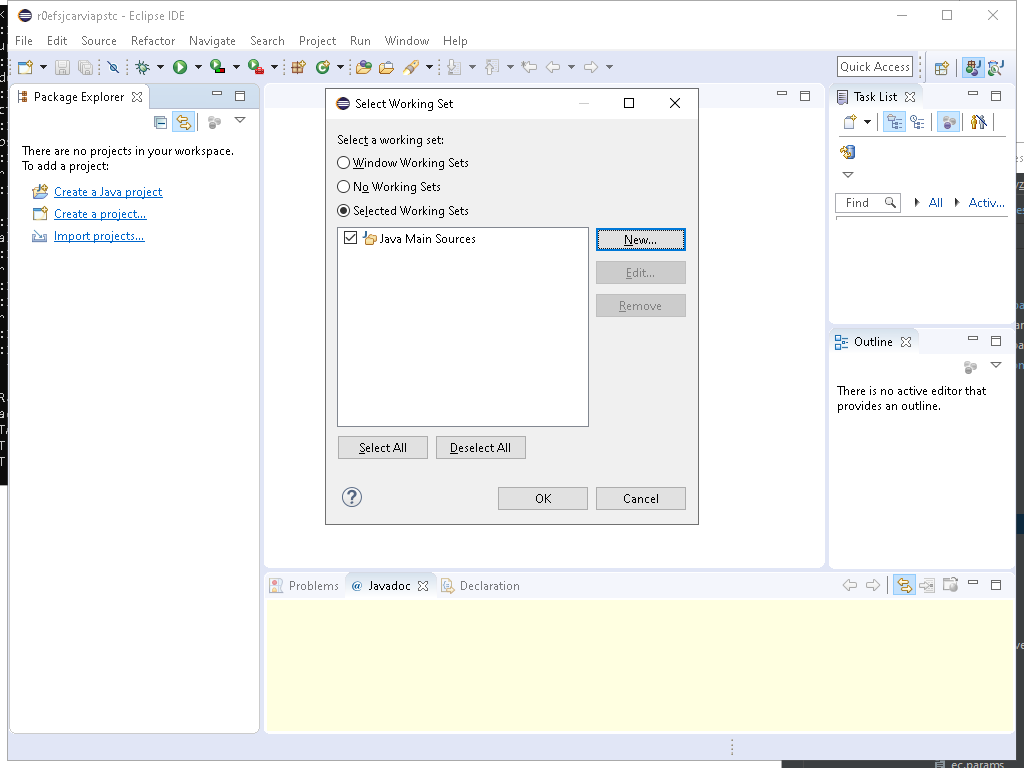 r0efsjcarviapstc - Eclipse IDE
File Edit Source Refactor Navigate Search Project Run Window Help
Quick Access
Package Explorer
There are no projects in your workspace.
To add a project:
Create a Java project
Create a project...
Import projects...
Select Working Set
Select a working set:
Window Working Sets
No Working Sets
Selected Working Sets
Java Main Sources
New...
Edit...
Remove
Select All Deselect All
OK Cancel
Task List
Find All Activ...
Outline
There is no active editor that
provides an outline.
Problems @ Javadoc Declaration
ec.params